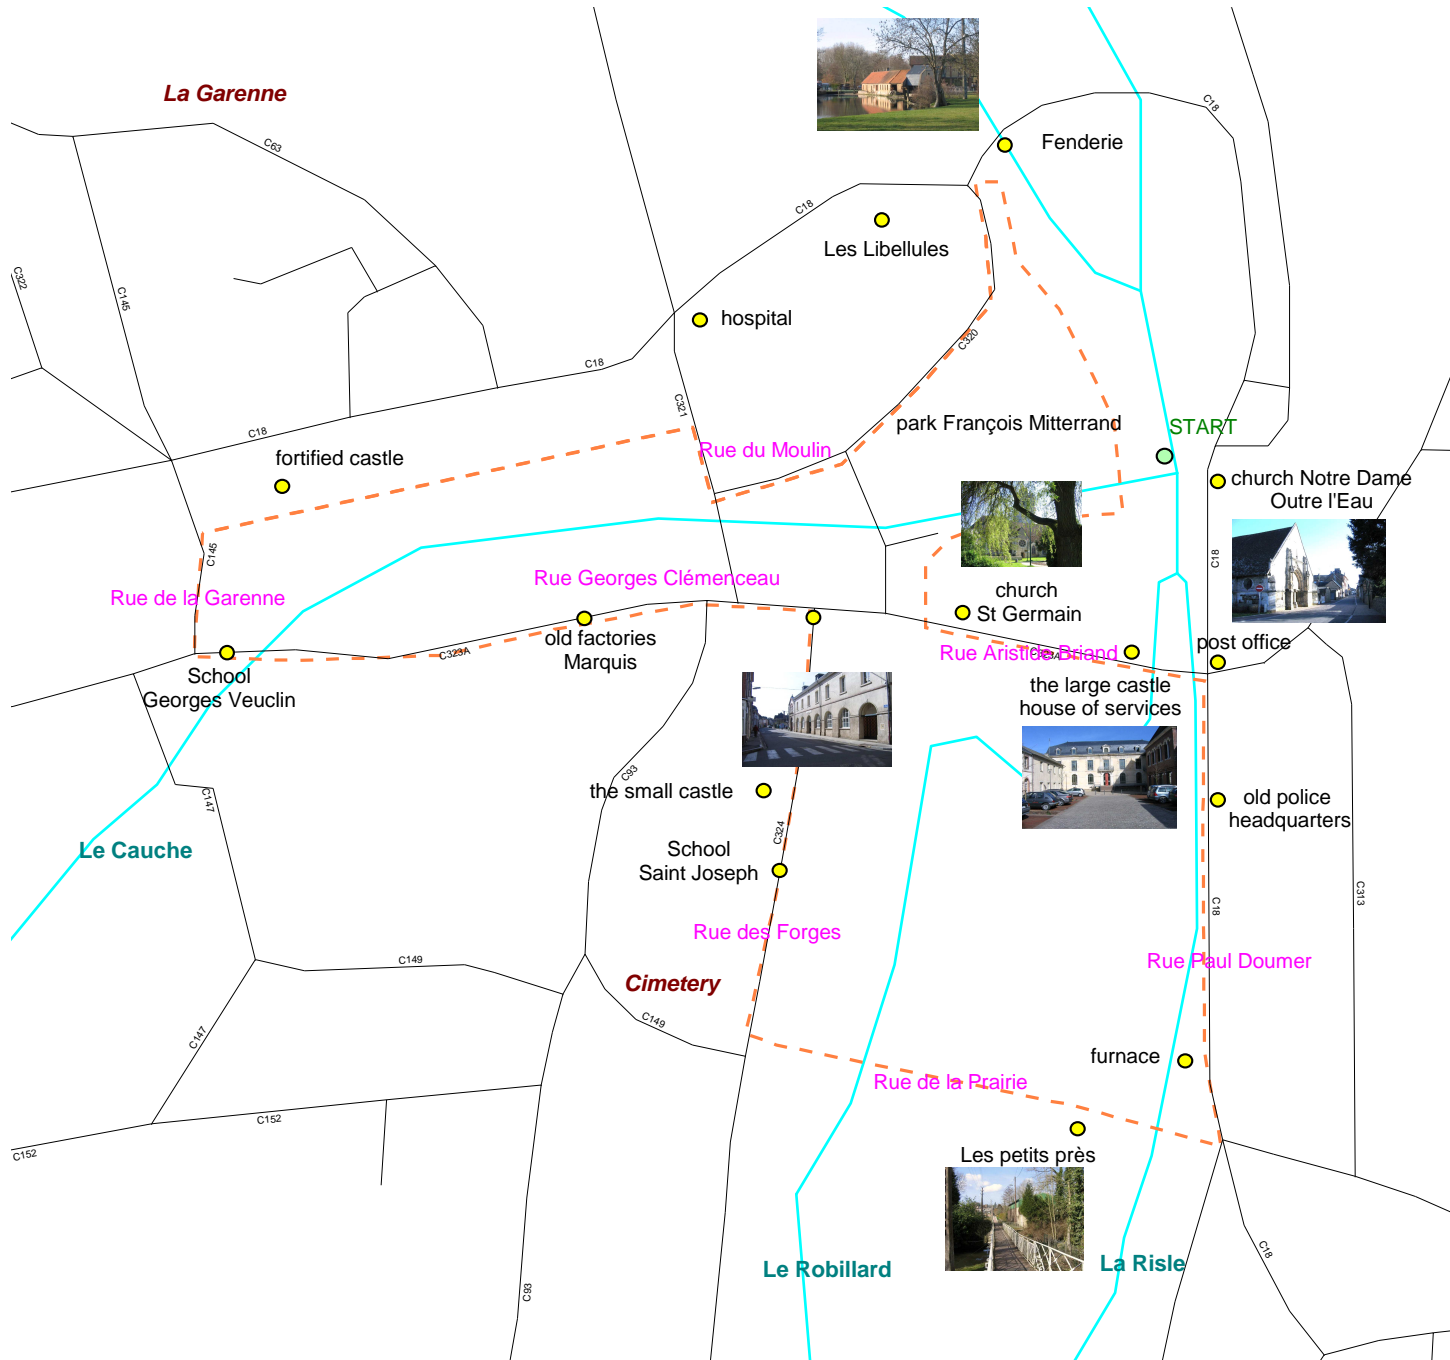 La Garenne
C18
C63
Fenderie
C18
Les Libellules
C322
C145
hospital
C320
C18
C321
park François Mitterrand
START
C18
Rue du Moulin
fortified castle
church Notre Dame
Outre l'Eau
C145
C18
Rue Georges Clémenceau
Rue de la Garenne
church
St Germain
old factories
Marquis
C323A
Rue Aristide Briand
post office
School
Georges Veuclin
the large castle
house of services
C93
the small castle
C147
old police
headquarters
C324
Le Cauche
School
Saint Joseph
C313
C18
Rue des Forges
C149
Rue Paul Doumer
Cimetery
C149
C147
furnace
Rue de la Prairie
C152
C152
Les petits près
C18
Le Robillard
La Risle
C93